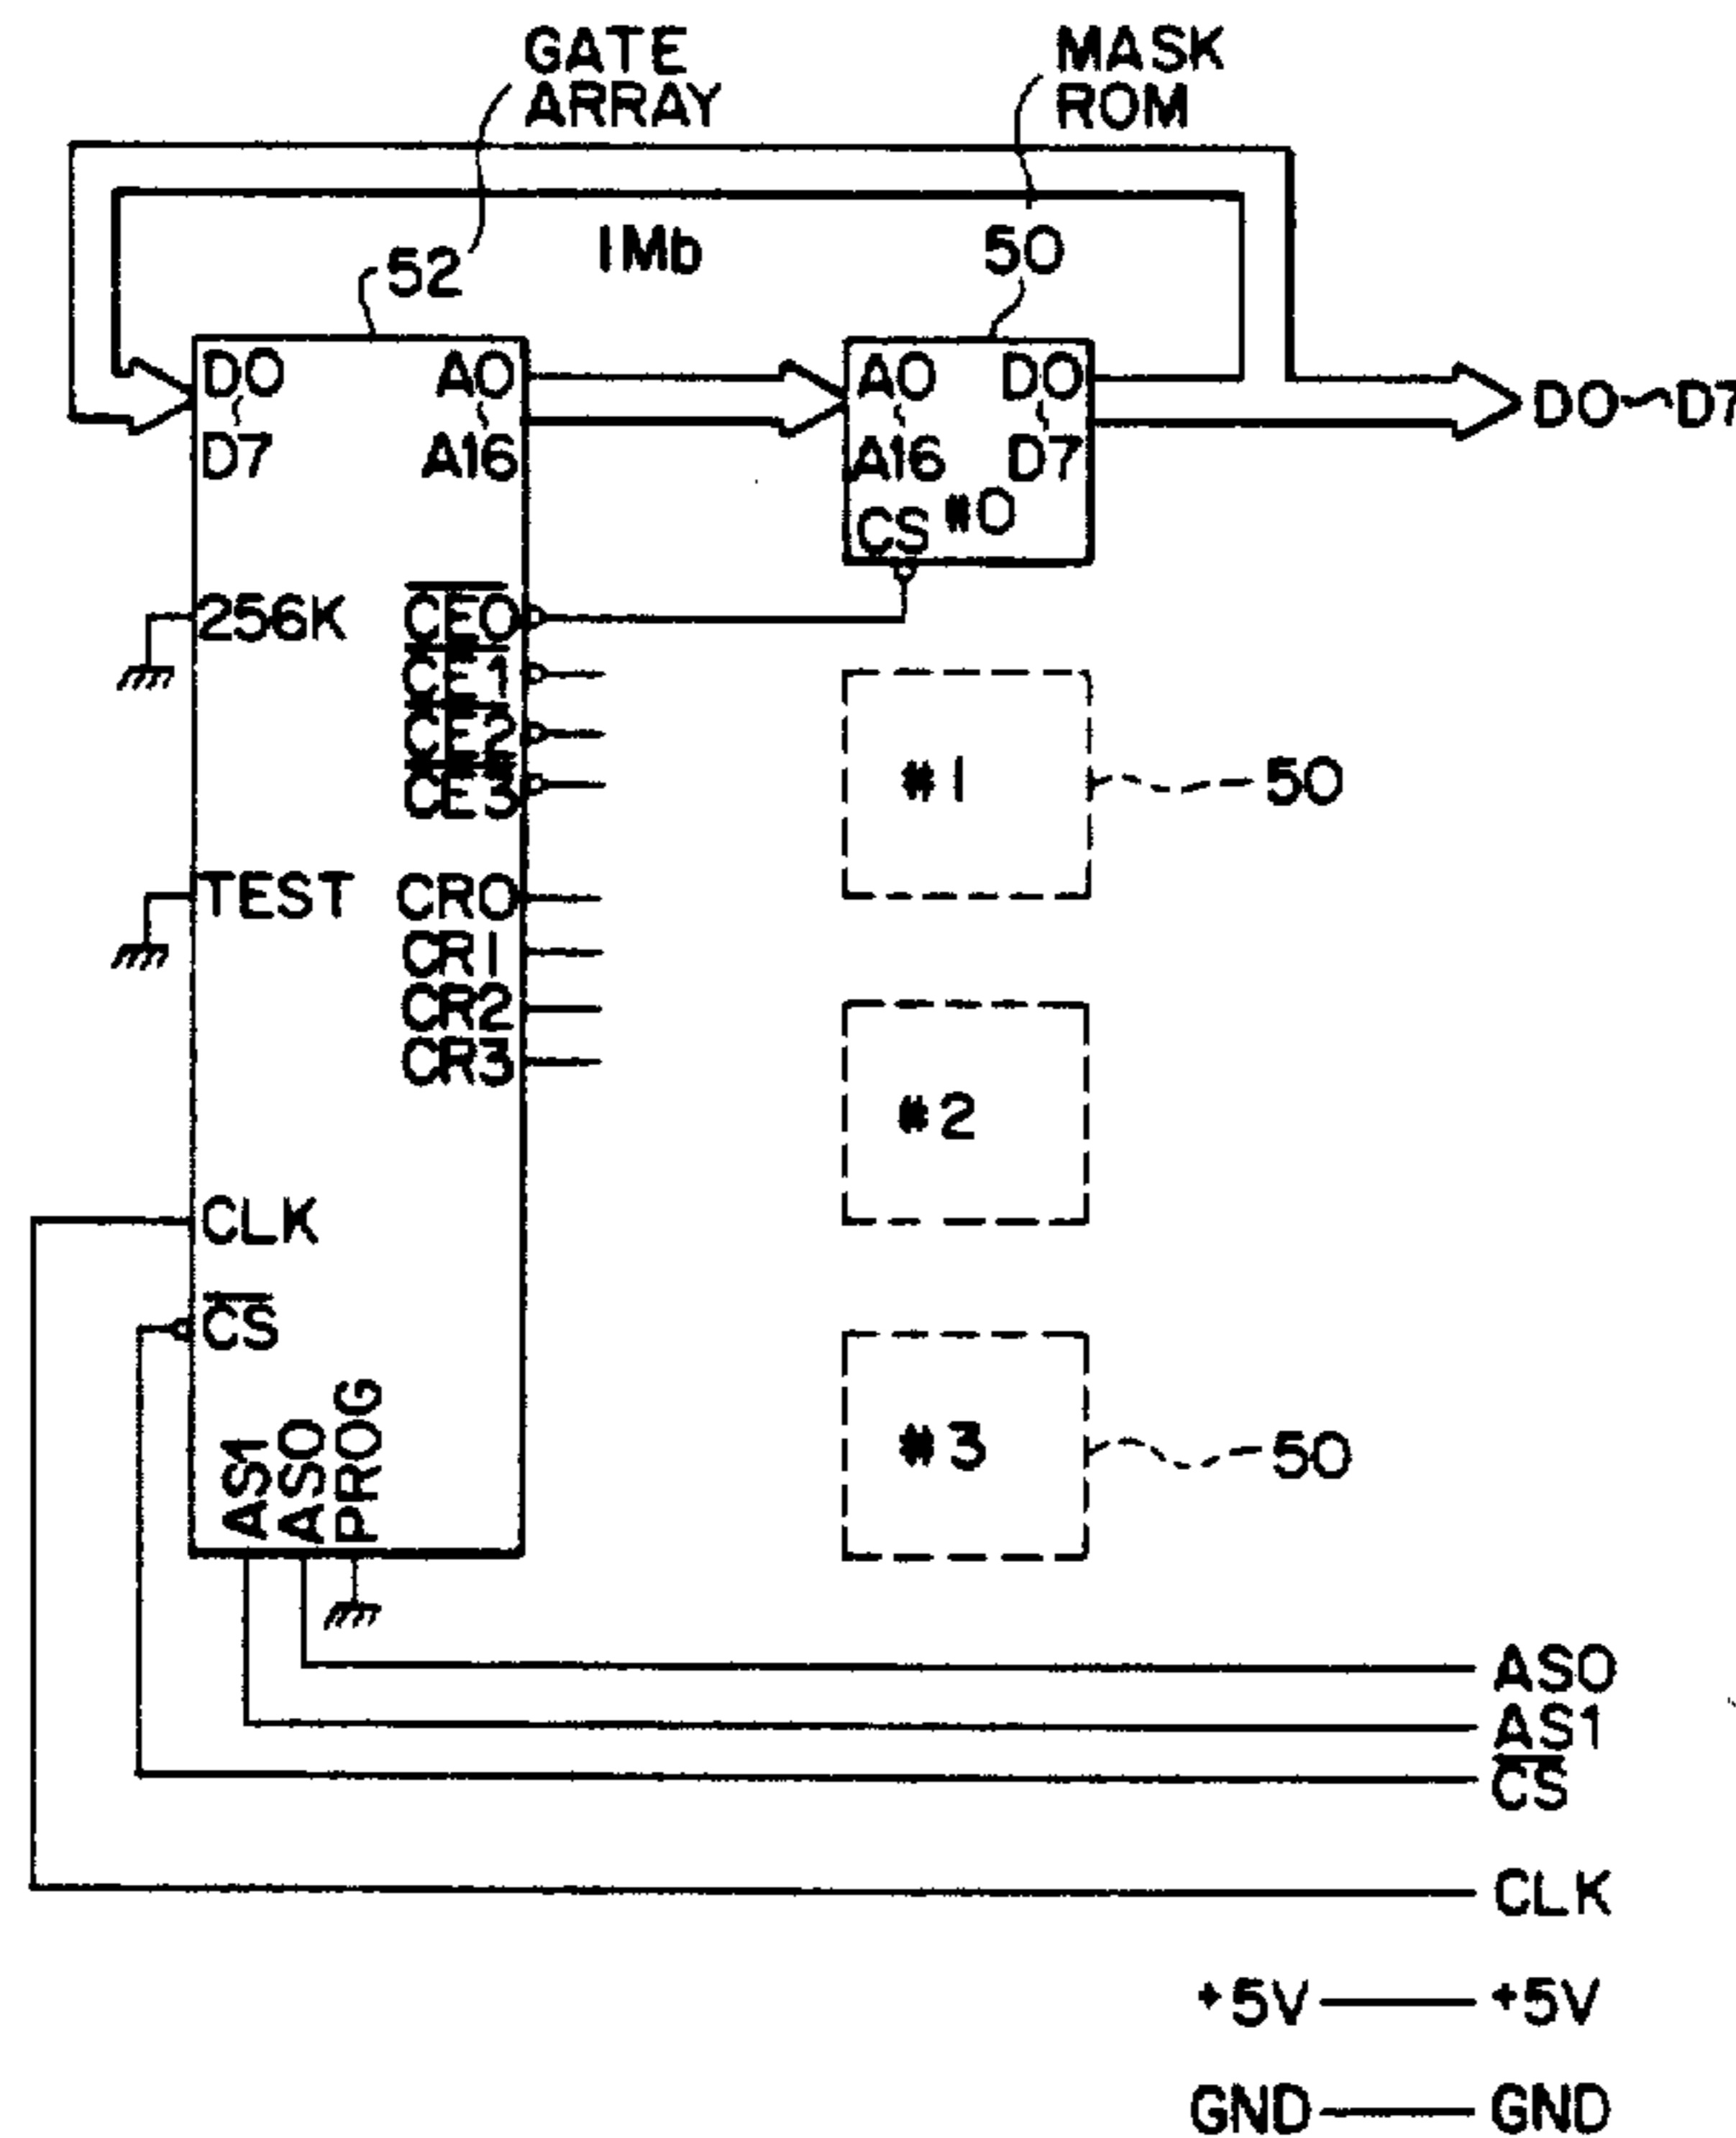 GATE
ARRAY
MASK
ROM
52
1Mb
50
D0
D7
A0
A16
A0
A16
D0
D7
CS #0
D0~D7
256K
CE0
CE1
CE2
CE3
#1
50
TEST
CR0
CR1
CR2
CR3
#2
CLK
CS
#3
50
AS1
AS0
PROG
AS0
AS1
CS
CLK
+5V
+5V
GND
GND